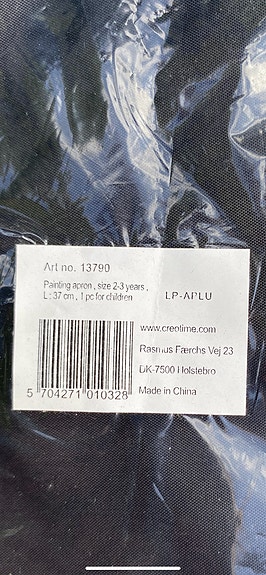 Art no. 13790
Painting apron , size 2-3 years ,
L : 37 cm , 1 pc for children
LP-APLU
www.creotime.com
Rasmus Færchs Vej 23
DK-7500 Holstebro
Made in China
5 704271 010328